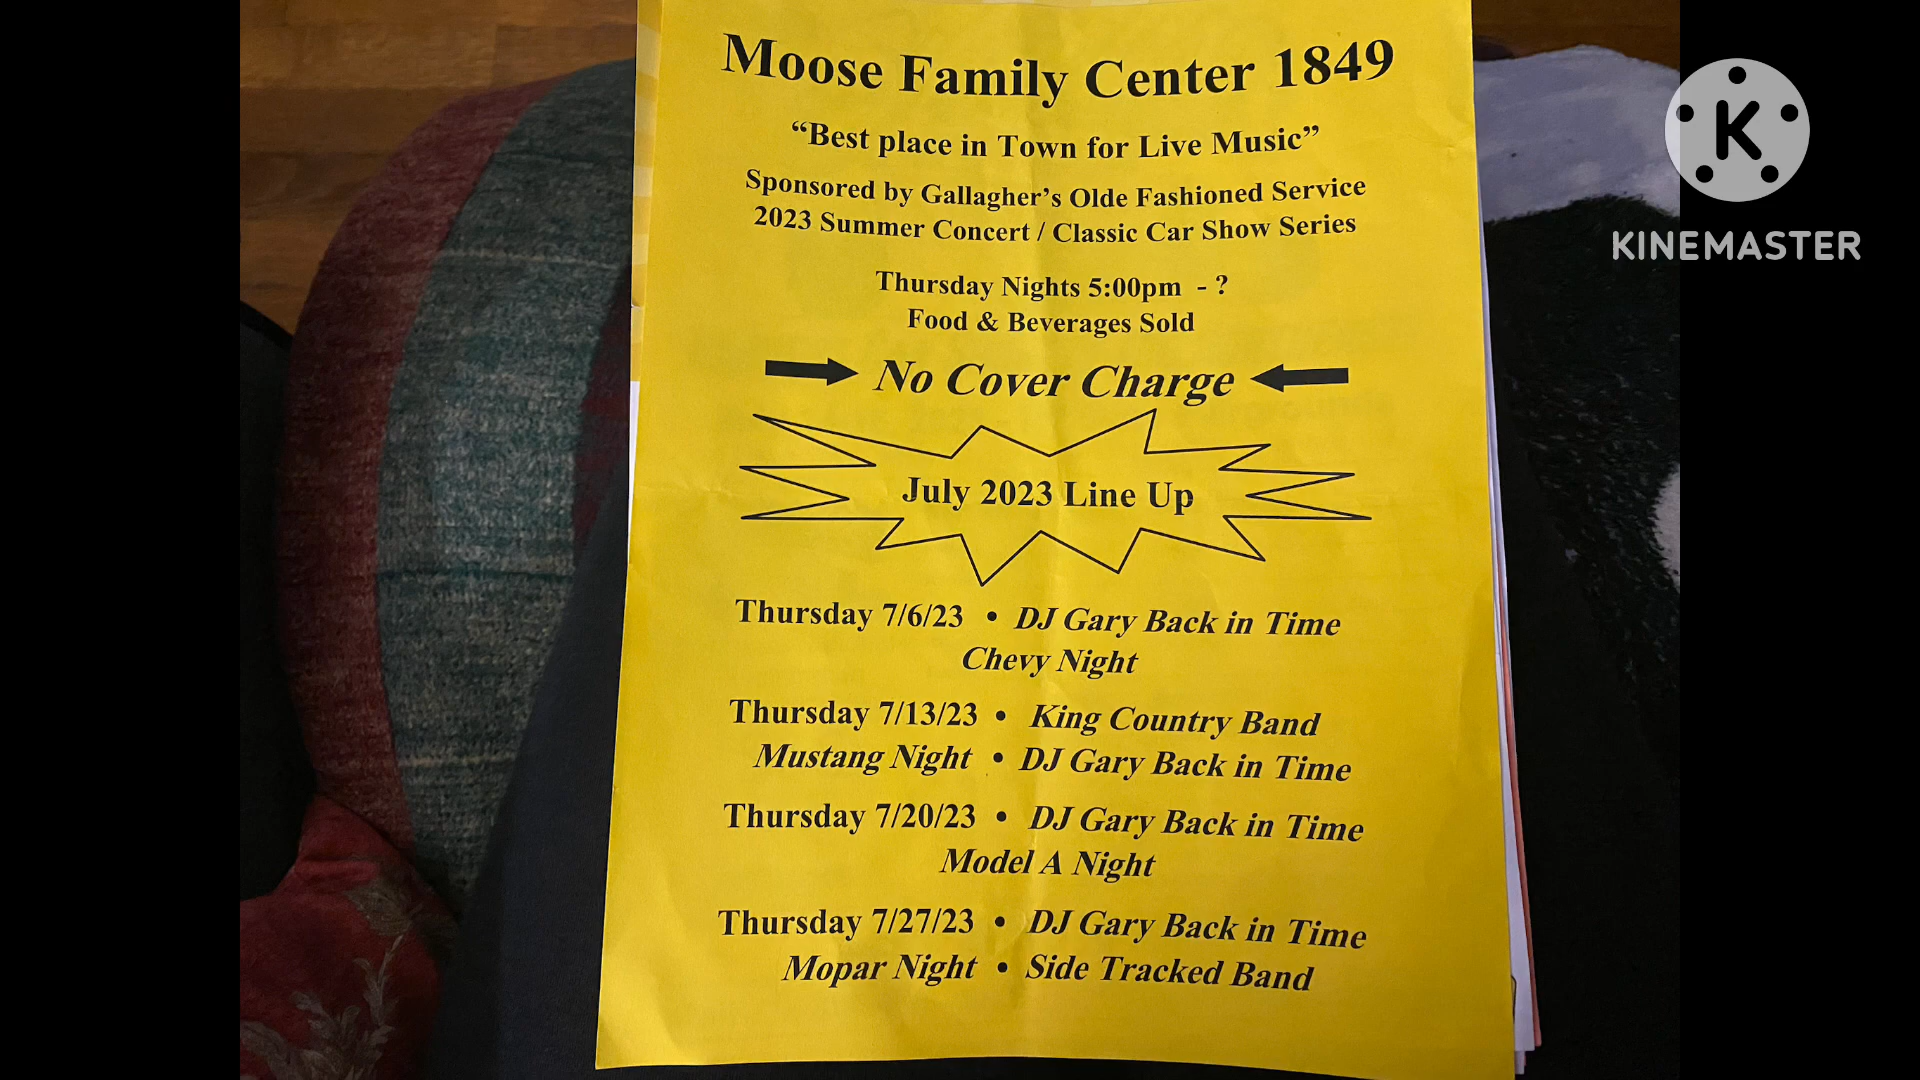 Moose Family Center 1849
“Best place in Town for Live Music”
Sponsored by Gallagher’s Olde Fashioned Service
2023 Summer Concert / Classic Car Show Series
Thursday Nights 5:00pm - ?
Food & Beverages Sold
No Cover Charge
July 2023 Line Up
Thursday 7/6/23 • DJ Gary Back in Time
Chevy Night
Thursday 7/13/23 • King Country Band
Mustang Night • DJ Gary Back in Time
Thursday 7/20/23 • DJ Gary Back in Time
Model A Night
Thursday 7/27/23 • DJ Gary Back in Time
Mopar Night • Side Tracked Band
K
KINEMASTER